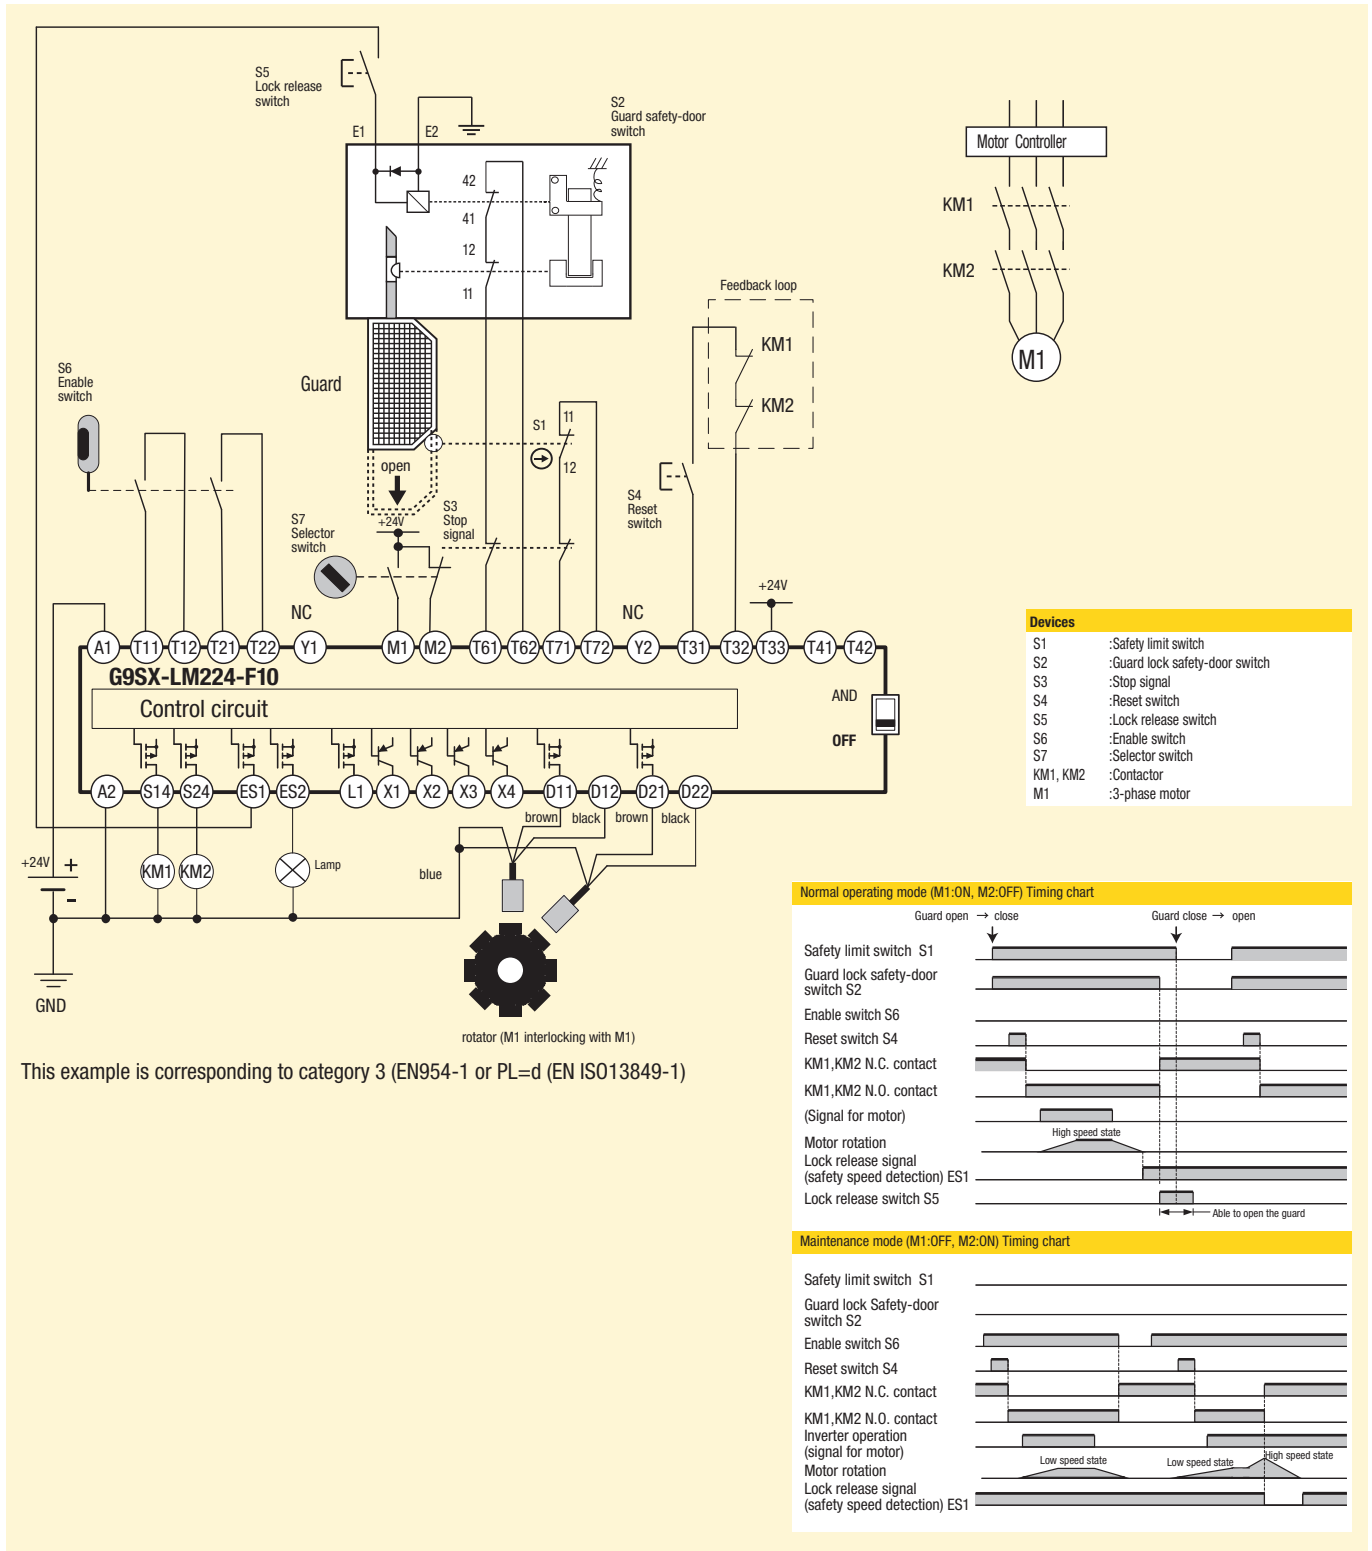 S5
Lock release
switch
E1
E2
S2
Guard safety-door
switch
42
41
12
11
Motor Controller
KM1
KM2
M1
Feedback loop
KM1
KM2
S6
Enable
switch
Guard
open
S1
11
12
S4
Reset
switch
S7
Selector
switch
+24V
S3
Stop
signal
NC
NC
+24V
A1 T11 T12 T21 T22 Y1 M1 M2 T61 T62 T71 T72 Y2 T31 T32 T33 T41 T42
G9SX-LM224-F10
Control circuit
AND
OFF
A2 S14 S24 ES1 ES2 L1 X1 X2 X3 X4 D11 D12 D21 D22
brown black brown black
+24V + -
KM1 KM2
Lamp
blue
GND
rotator (M1 interlocking with M1)
This example is corresponding to category 3 (EN954-1 or PL=d (EN ISO13849-1)
Devices
S1 :Safety limit switch
S2 :Guard lock safety-door switch
S3 :Stop signal
S4 :Reset switch
S5 :Lock release switch
S6 :Enable switch
S7 :Selector switch
KM1, KM2 :Contactor
M1 :3-phase motor
Normal operating mode (M1:ON, M2:OFF) Timing chart
Guard open → close Guard close → open
Safety limit switch S1
Guard lock safety-door
switch S2
Enable switch S6
Reset switch S4
KM1,KM2 N.C. contact
KM1,KM2 N.O. contact
(Signal for motor)
High speed state
Motor rotation
Lock release signal
(safety speed detection) ES1
Lock release switch S5
Able to open the guard
Maintenance mode (M1:OFF, M2:ON) Timing chart
Safety limit switch S1
Guard lock Safety-door
switch S2
Enable switch S6
Reset switch S4
KM1,KM2 N.C. contact
KM1,KM2 N.O. contact
Inverter operation
(signal for motor)
Low speed state Low speed state High speed state
Motor rotation
Lock release signal
(safety speed detection) ES1